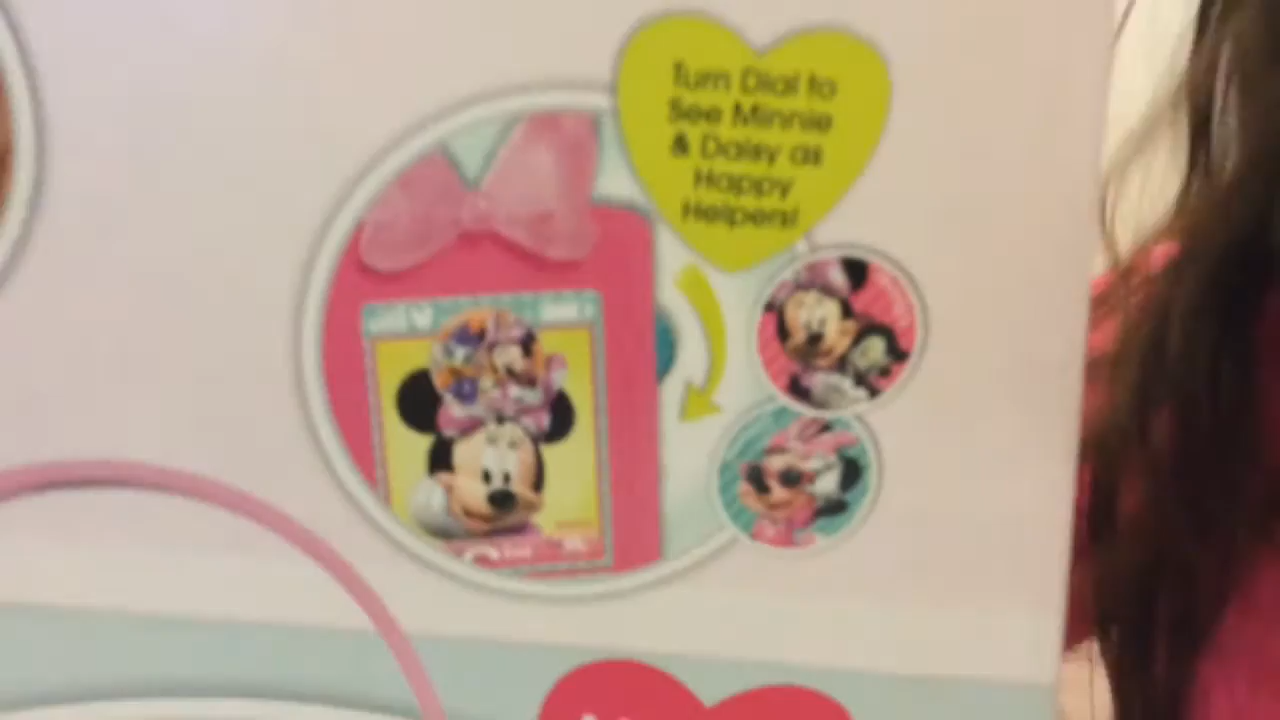 Turn Dial to
See Minnie
& Daisy as
Happy
Helpers!